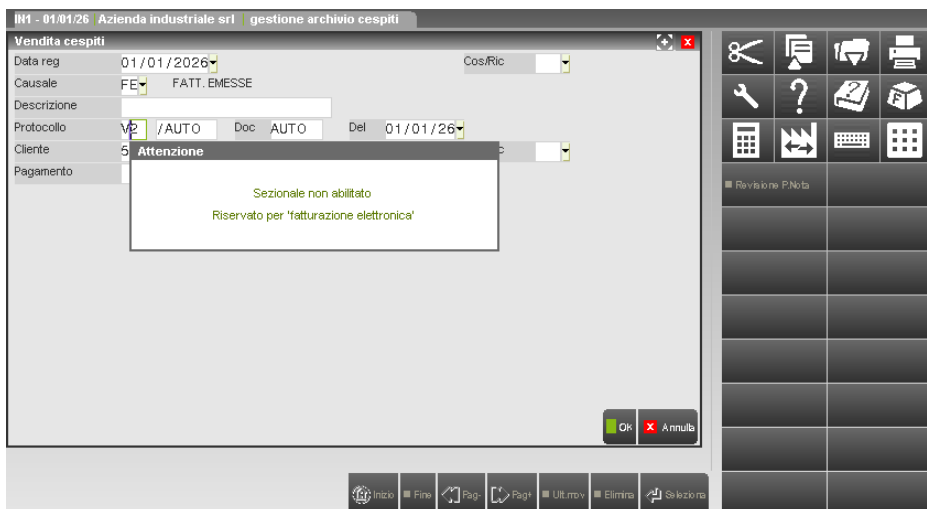 IN1 - 01/01/26 Azienda industriale srl gestione archivio cespiti
Vendita cespiti
Data reg 01/01/2026 Cos/Ric
Causale FE FATT. EMESSE
Descrizione
Protocollo V2 /AUTO Doc AUTO Del 01/01/26
Cliente 5
Attenzione
Pagamento
Sezionale non abilitato
Riservato per 'fatturazione elettronica'
Revisione P.Nota
OK Annulla
Inizio Fine Pag- Pag+ Ult.mov Elimina Seleziona